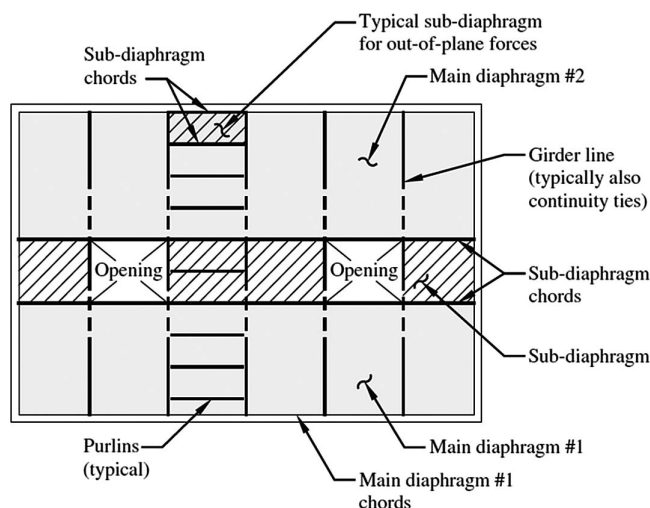 Typical sub-diaphragm
for out-of-plane forces
Sub-diaphragm
chords
Main diaphragm #2
Girder line
(typically also
continuity ties)
Opening
Opening
Sub-diaphragm
chords
Sub-diaphragm
Purlins
(typical)
Main diaphragm #1
Main diaphragm #1
chords